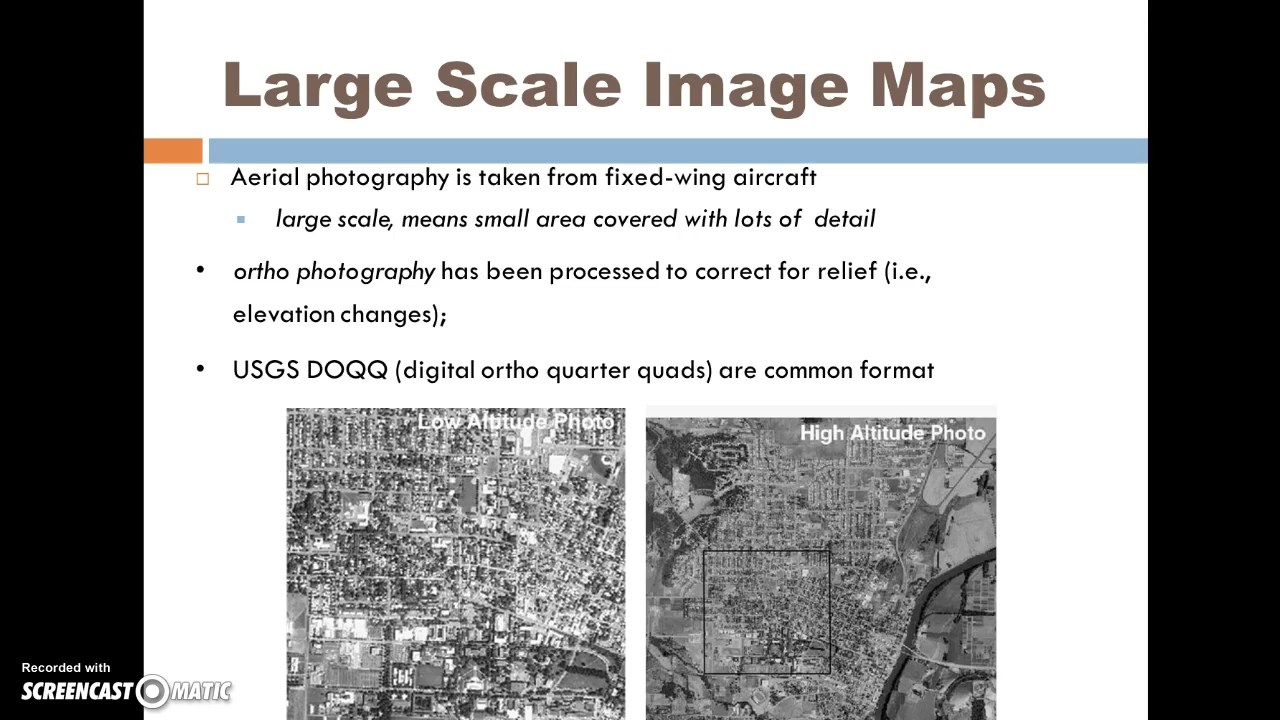 Large Scale Image Maps
Aerial photography is taken from fixed-wing aircraft
large scale, means small area covered with lots of detail
ortho photography has been processed to correct for relief (i.e.,
elevation changes);
USGS DOQQ (digital ortho quarter quads) are common format
Low Altitude Photo
High Altitude Photo
Recorded with
SCREENCAST O MATIC